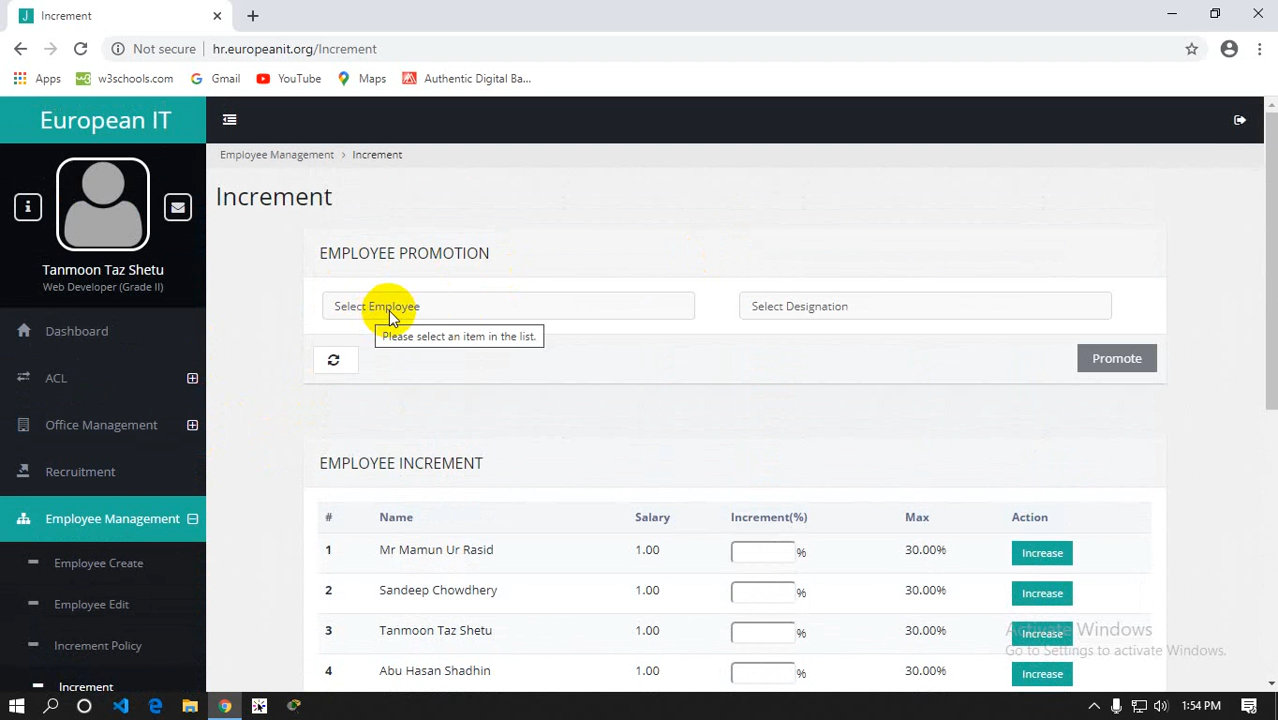 Increment
Not secure
hr.europeanit.org/Increment
Apps
w3schools.com
Gmail
YouTube
Maps
Authentic Digital Ba...
European IT
Employee Management > Increment
Increment
Tanmoon Taz Shetu
Web Developer (Grade II)
EMPLOYEE PROMOTION
Select Employee
Select Designation
Please select an item in the list.
Promote
Dashboard
ACL
Office Management
Recruitment
Employee Management
Employee Create
Employee Edit
Increment Policy
Increment
EMPLOYEE INCREMENT
# Name Salary Increment(%) Max Action
1 Mr Mamun Ur Rasid 1.00 % 30.00% Increase
2 Sandeep Chowdhery 1.00 % 30.00% Increase
3 Tanmoon Taz Shetu 1.00 % 30.00% Increase
4 Abu Hasan Shadhin 1.00 % 30.00% Increase
Activate Windows
Go to Settings to activate Windows.
1:54 PM